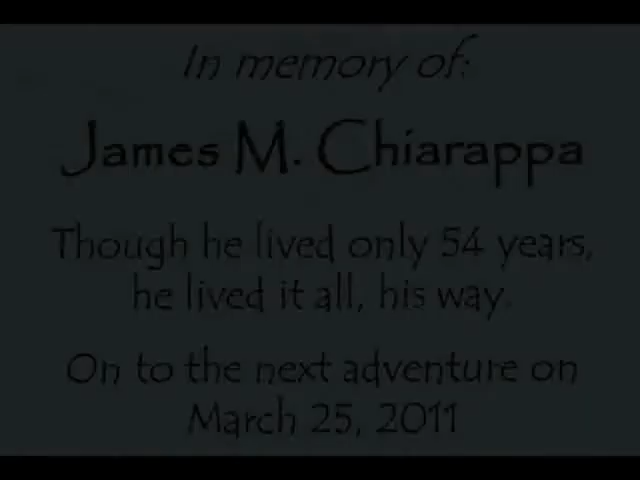 In memory of:
James M. Chiarappa
Though he lived only 54 years,
he lived it all, his way.
On to the next adventure on
March 25, 2011